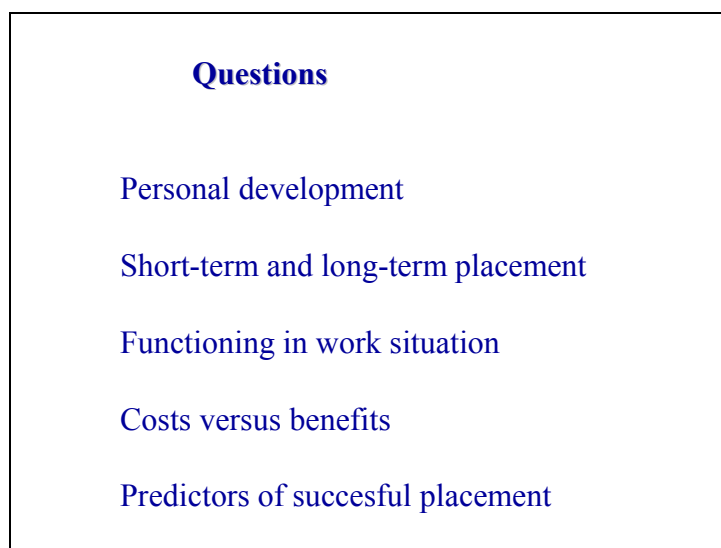 Questions
Personal development
Short-term and long-term placement
Functioning in work situation
Costs versus benefits
Predictors of succesful placement